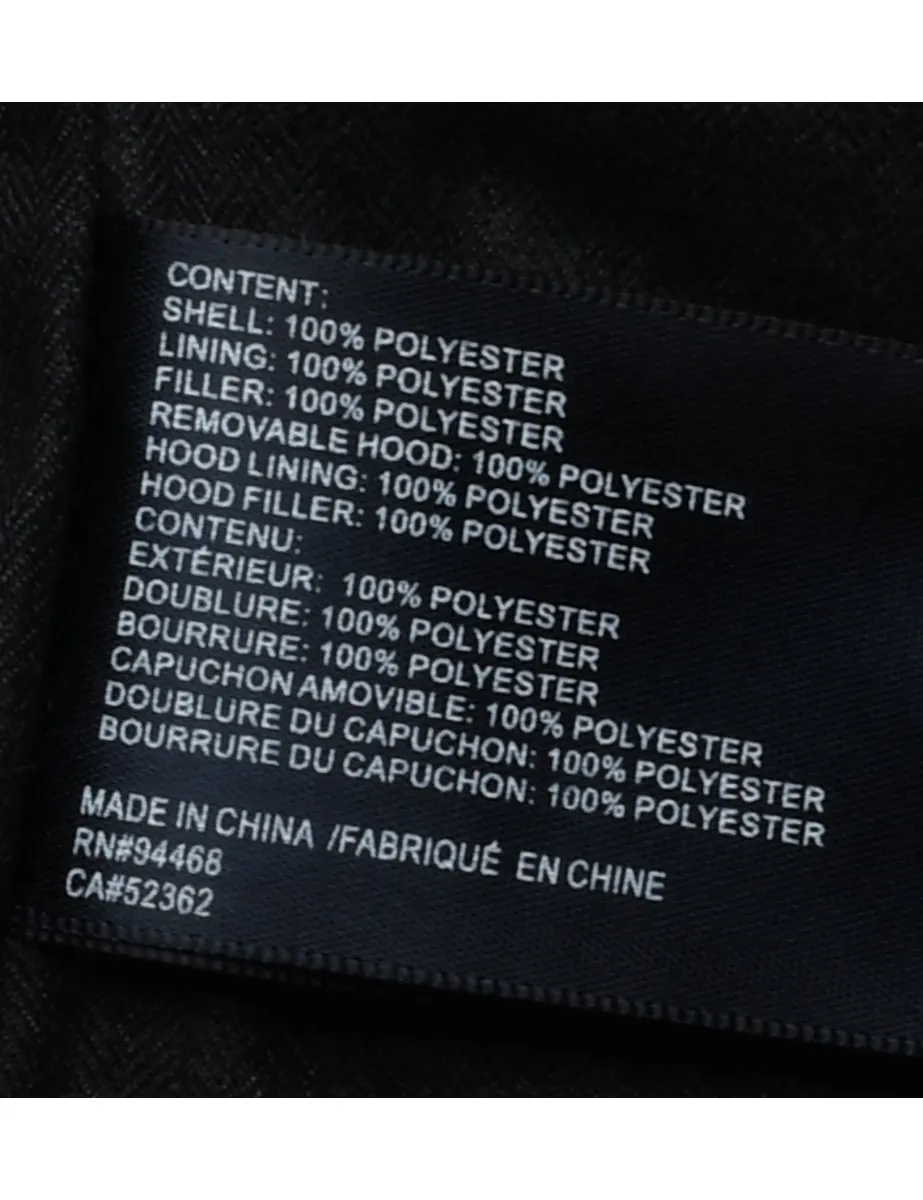 CONTENT:
SHELL: 100% POLYESTER
LINING: 100% POLYESTER
FILLER: 100% POLYESTER
REMOVABLE HOOD: 100% POLYESTER
HOOD LINING: 100% POLYESTER
HOOD FILLER: 100% POLYESTER
CONTENU:
EXTÉRIEUR: 100% POLYESTER
DOUBLURE: 100% POLYESTER
BOURRURE: 100% POLYESTER
CAPUCHON AMOVIBLE: 100% POLYESTER
DOUBLURE DU CAPUCHON: 100% POLYESTER
BOURRURE DU CAPUCHON: 100% POLYESTER
MADE IN CHINA /FABRIQUÉ EN CHINE
RN#94468
CA#52362